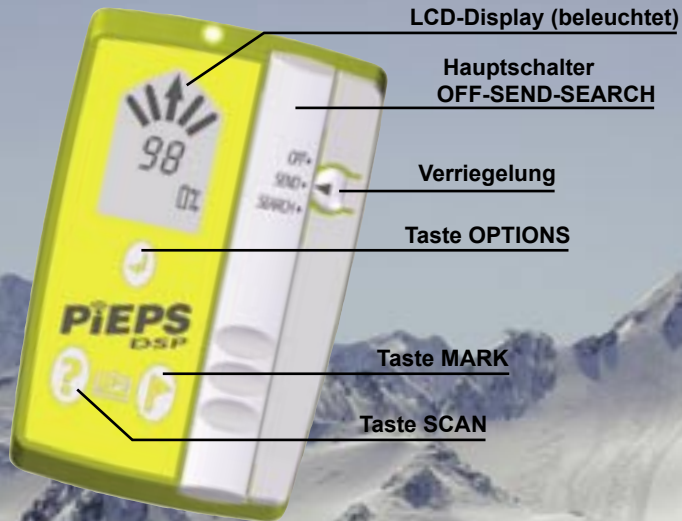 LCD-Display (beleuchtet)
Hauptschalter
OFF-SEND-SEARCH
98
OFF
SEND
SEARCH
Verriegelung
Taste OPTIONS
PiEPS
DSP
Taste MARK
?
Taste SCAN